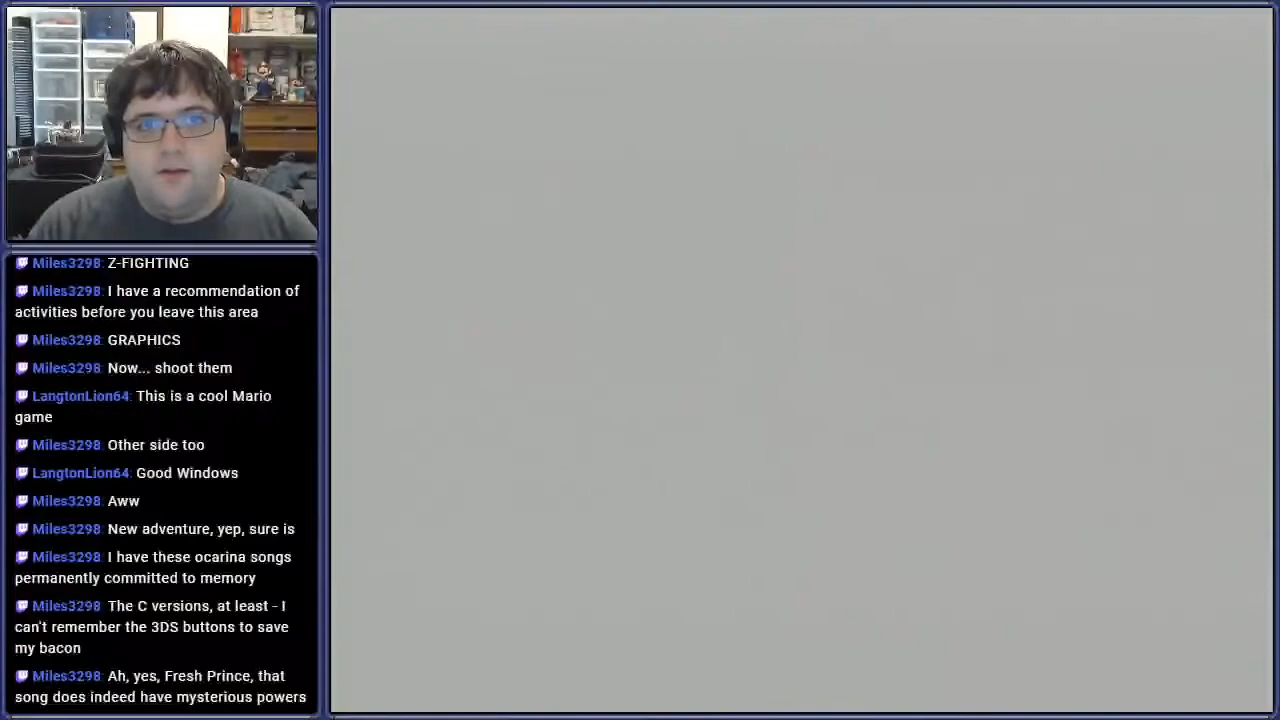 Miles3298: Z-FIGHTING
Miles3298: I have a recommendation of
activities before you leave this area
Miles3298: GRAPHICS
Miles3298: Now... shoot them
LangtonLion64: This is a cool Mario
game
Miles3298: Other side too
LangtonLion64: Good Windows
Miles3298: Aww
Miles3298: New adventure, yep, sure is
Miles3298: I have these ocarina songs
permanently committed to memory
Miles3298: The C versions, at least - I
can't remember the 3DS buttons to save
my bacon
Miles3298: Ah, yes, Fresh Prince, that
song does indeed have mysterious powers